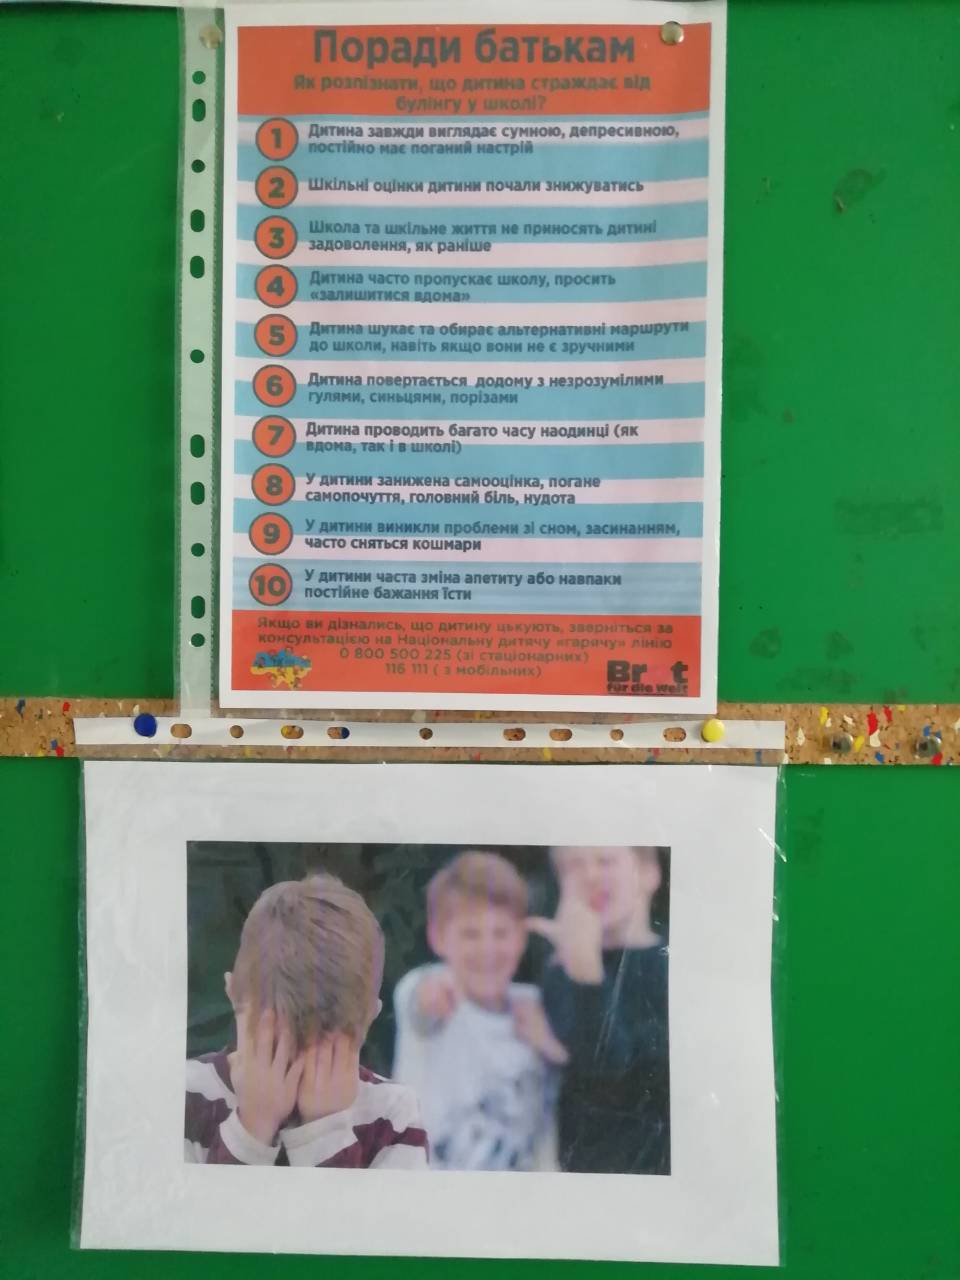 Поради батькам
Як розпізнати, що дитина страждає від
булінгу у школі?
1 Дитина завжди виглядає сумною, депресивною,
постійно має поганий настрій
2 Шкільні оцінки дитини почали знижуватись
3 Школа та шкільне життя не приносять дитині
задоволення, як раніше
4 Дитина часто пропускає школу, просить
«залишитися вдома»
5 Дитина шукає та обирає альтернативні маршрути
до школи, навіть якщо вони не є зручними
6 Дитина повертається додому з незрозумілими
гулями, синьцями, порізами
7 Дитина проводить багато часу наодинці (як
вдома, так і в школі)
8 У дитини занижена самооцінка, погане
самопочуття, головний біль, нудота
9 У дитини виникли проблеми зі сном, засинанням,
часто сняться кошмари
10 У дитини часта зміна апетиту або навпаки
постійне бажання їсти
Якщо ви дізнались, що дитину цькують, зверніться за
консультацією на Національну дитячу «гарячу» лінію
0 800 500 225 (зі стаціонарних)
116 111 ( з мобільних)
Br t
für die Welt